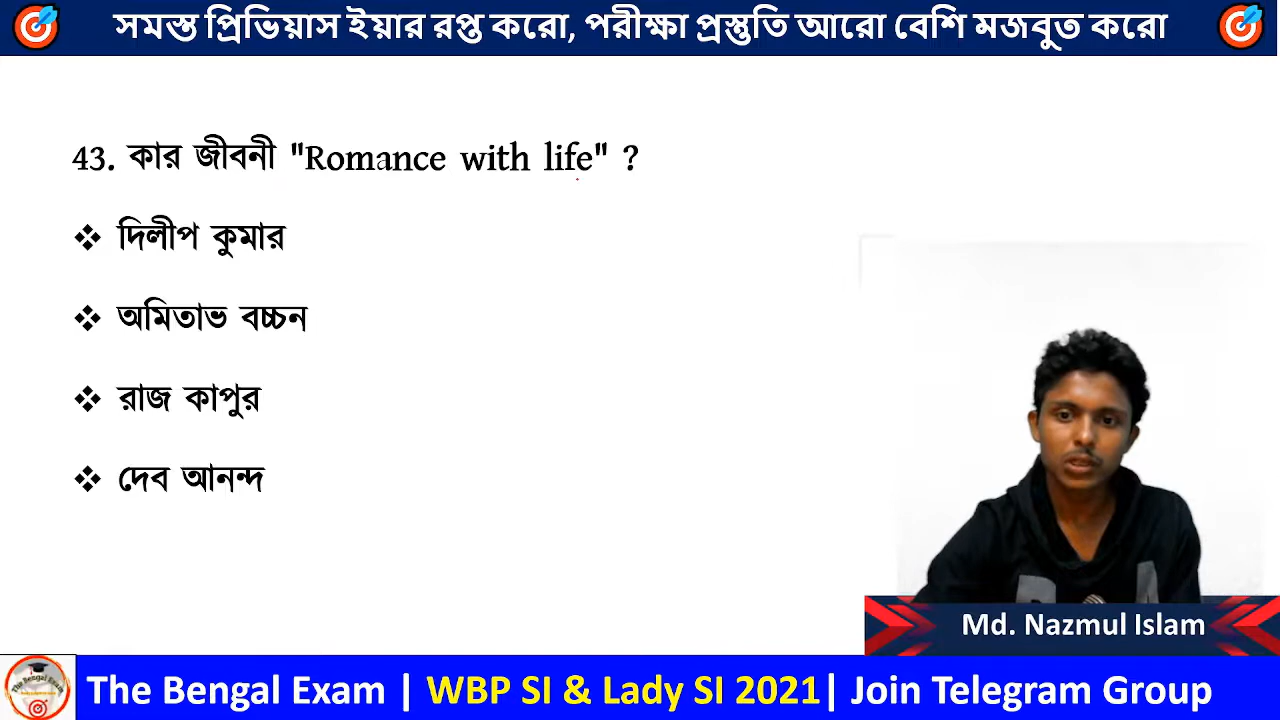 সমস্ত প্রিভিয়াস ইয়ার রপ্ত করো, পরীক্ষা প্রস্তুতি আরো বেশি মজবুত করো
43. কার জীবনী "Romance with life" ?
❖ দিলীপ কুমার
❖ অমিতাভ বচ্চন
❖ রাজ কাপুর
❖ দেব আনন্দ
Md. Nazmul Islam
The Bengal Exam | WBP SI & Lady SI 2021| Join Telegram Group